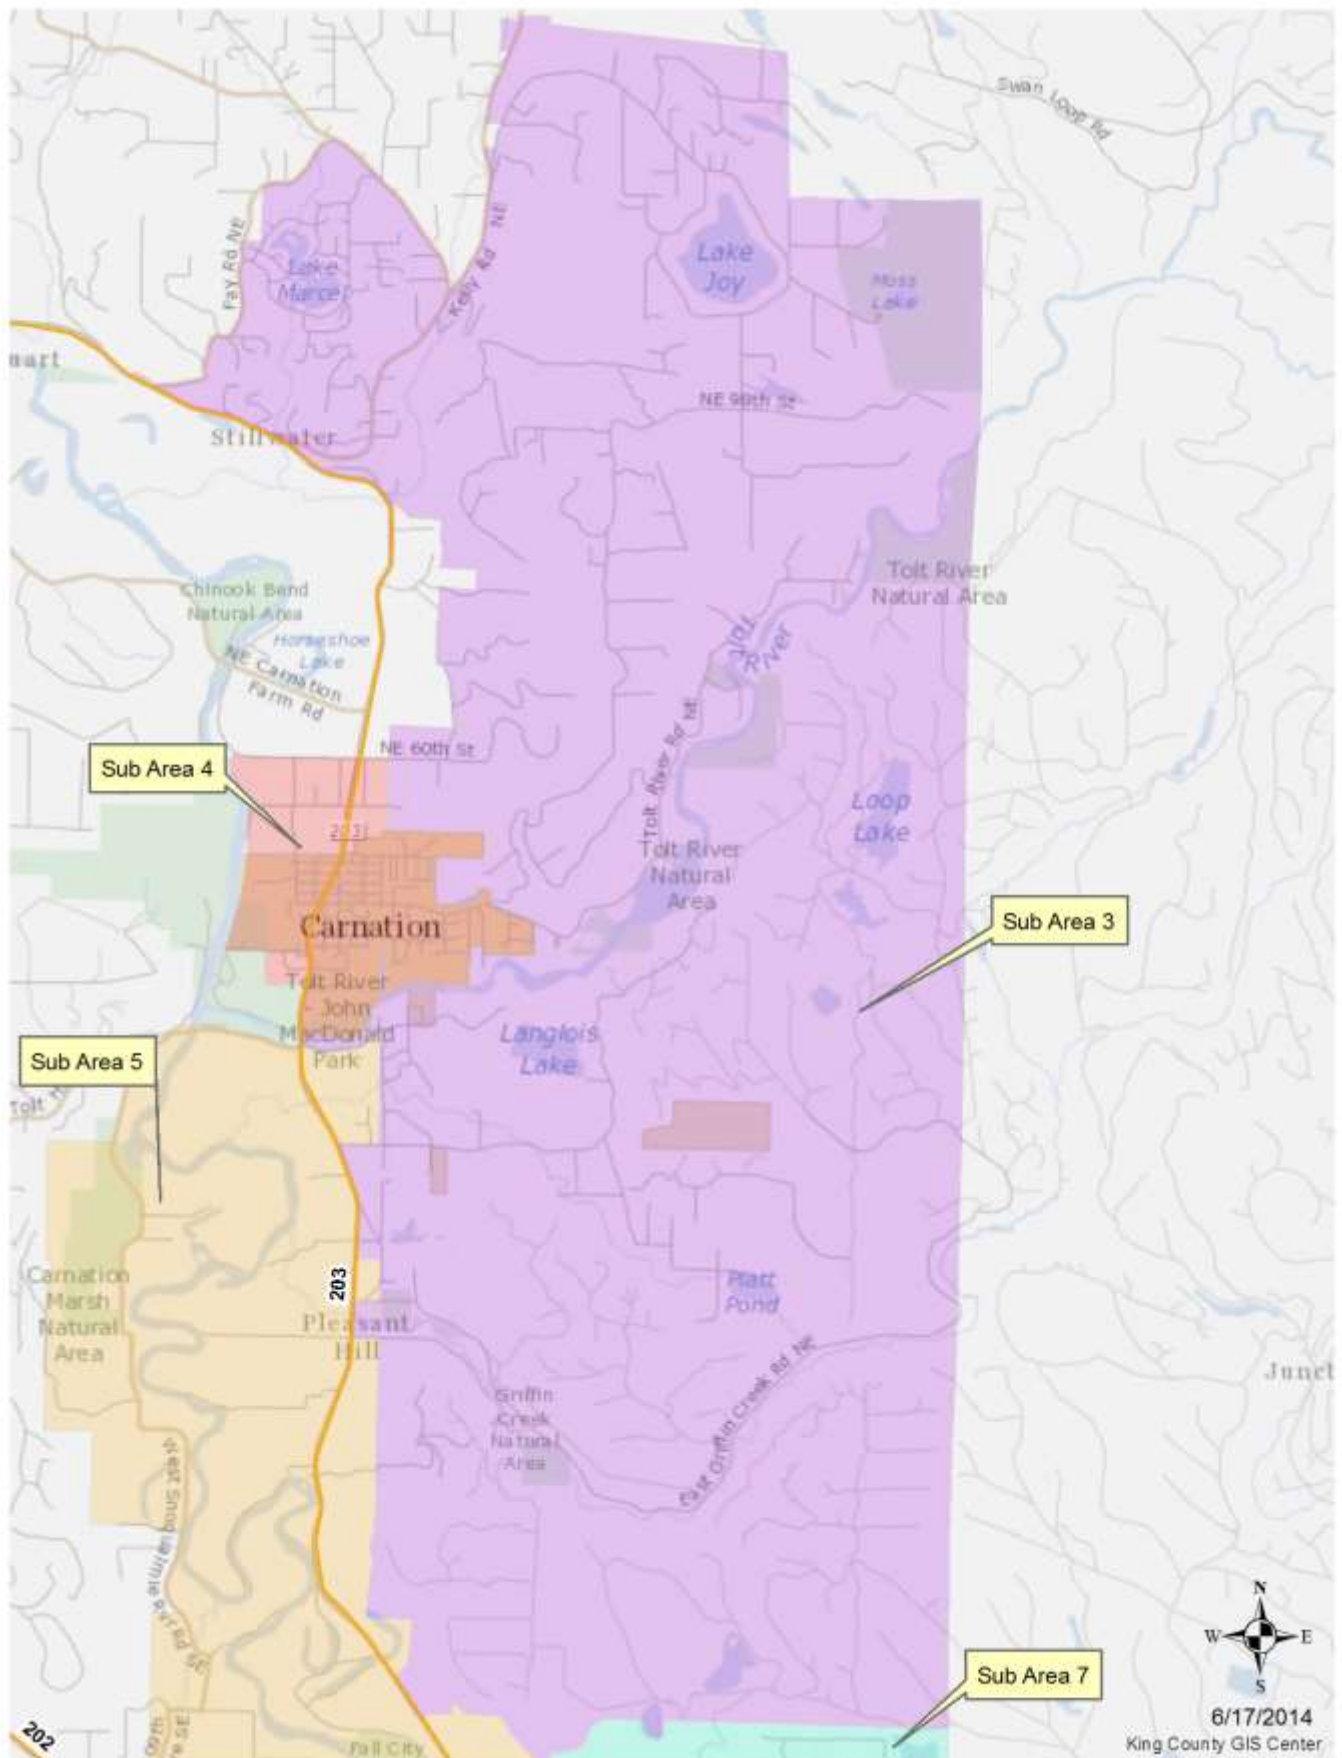 Swan Loop Rd
Fay Rd NE
Lake
Marcel
Kelly Rd NE
Lake
Joy
Moss
Lake
NE 99th St
Stillwater
Chinook Bend
Natural Area
Horseshoe
Lake
NE Carnation
Farm Rd
Tolt River
Natural Area
Tolt
River
NE 60th St
Sub Area 4
203
Tolt River Rd NE
Loop
Lake
Tolt River
Natural
Area
Carnation
Sub Area 3
Tolt River
- John
MacDonald
Park
Langlois
Lake
Sub Area 5
Tolt
Carnation
Marsh
Natural
Area
203
Pleasant
Hill
Platt
Pond
Junct
Griffin
Creek
Natural
Area
East Griffin Creek Rd NE
West Snoqualmie Rvr Rd SE
N
W
E
S
Sub Area 7
6/17/2014
King County GIS Center
202
Fall City